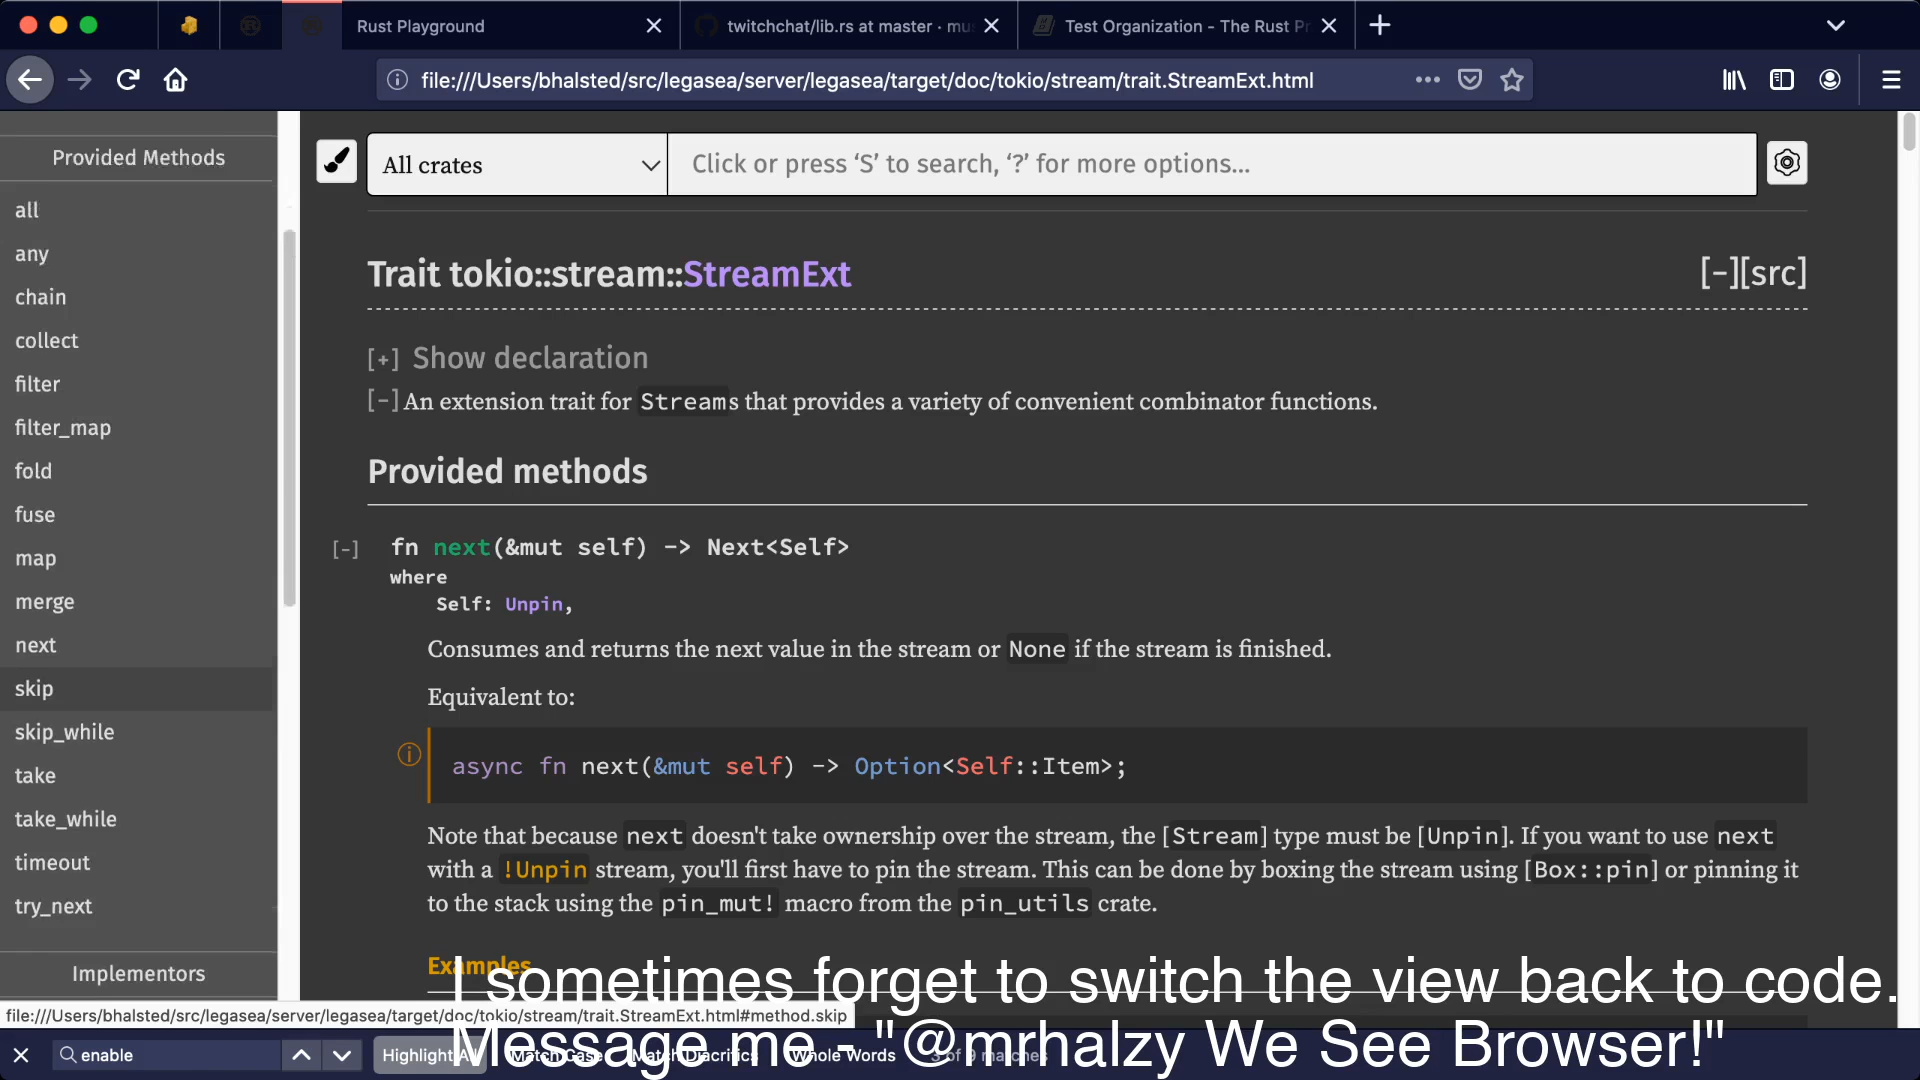 Rust Playground
twitchchat/lib.rs at master · mus
Test Organization - The Rust Pr
file:///Users/bhalsted/src/legasea/server/legasea/target/doc/tokio/stream/trait.StreamExt.html
Provided Methods
all
any
chain
collect
filter
filter_map
fold
fuse
map
merge
next
skip
skip_while
take
take_while
timeout
try_next
Implementors
All crates
Click or press ‘S’ to search, ‘?’ for more options...
Trait tokio::stream::StreamExt
[-][src]
[+] Show declaration
[-] An extension trait for Streams that provides a variety of convenient combinator functions.
Provided methods
[-] fn next(&mut self) -> Next<Self>
where
Self: Unpin,
Consumes and returns the next value in the stream or None if the stream is finished.
Equivalent to:
async fn next(&mut self) -> Option<Self::Item>;
Note that because next doesn't take ownership over the stream, the [Stream] type must be [Unpin]. If you want to use next
with a !Unpin stream, you'll first have to pin the stream. This can be done by boxing the stream using [Box::pin] or pinning it
to the stack using the pin_mut! macro from the pin_utils crate.
Examples
I sometimes forget to switch the view back to code.
Message me - "@mrhalzy We See Browser!"
file:///Users/bhalsted/src/legasea/server/legasea/target/doc/tokio/stream/trait.StreamExt.html#method.skip
enable
Highlight All Match Case Match Diacritics Whole Words 3 of 9 matches